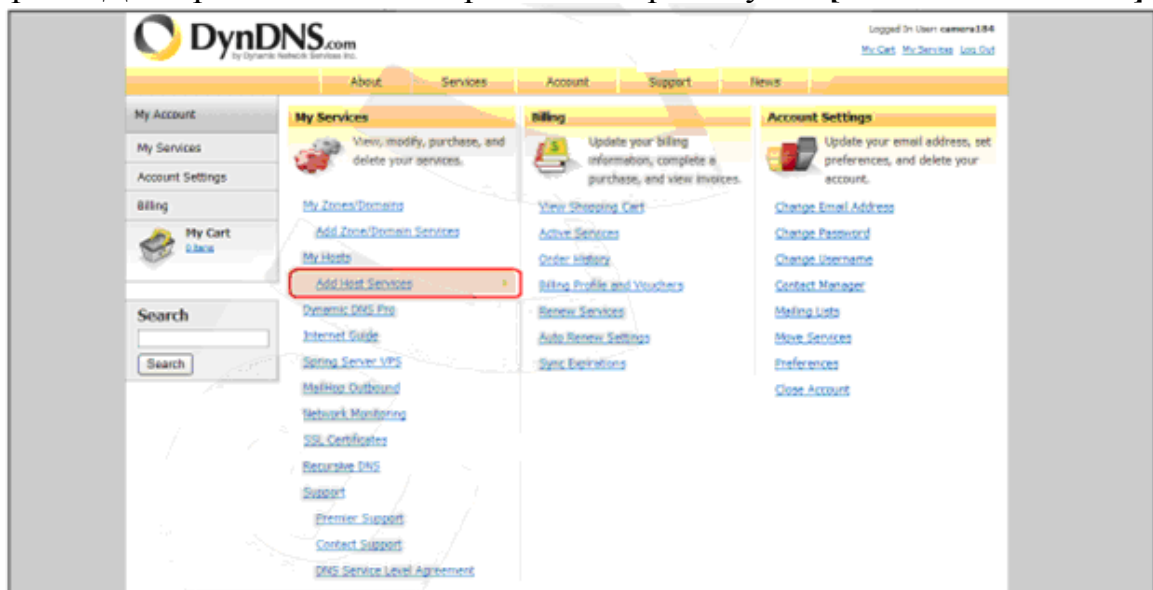 DynDNS.com
by Dynamic Network Services Inc.
Logged In User: camera184
My Cart My Services Log Out
About Services Account Support News
My Account
My Services
Account Settings
Billing
My Cart
0 items
Search
Search
My Services
View, modify, purchase, and
delete your services.
My Zones/Domains
Add Zone/Domain Services
My Hosts
Add Host Services
Dynamic DNS Pro
Internet Guide
Spring Server VPS
MailHop Outbound
Network Monitoring
SSL Certificates
Recursive DNS
Support
Premier Support
Contact Support
DNS Service Level Agreement
Billing
Update your billing
information, complete a
purchase, and view invoices.
View Shopping Cart
Active Services
Order History
Billing Profile and Vouchers
Renew Services
Auto Renew Settings
Sync Expirations
Account Settings
Update your email address, set
preferences, and delete your
account.
Change Email Address
Change Password
Change Username
Contact Manager
Mailing Lists
Move Services
Preferences
Close Account